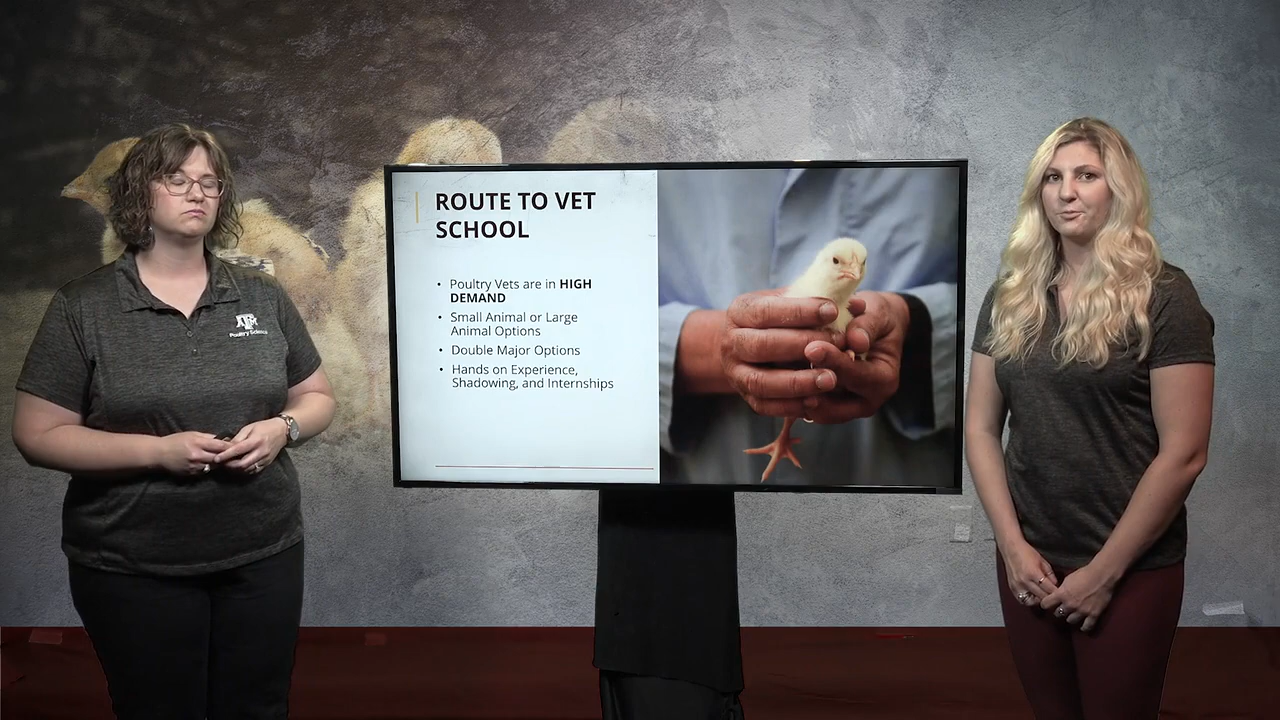 ROUTE TO VET
SCHOOL
• Poultry Vets are in HIGH
DEMAND
• Small Animal or Large
Animal Options
• Double Major Options
• Hands on Experience,
Shadowing, and Internships
ATM
Poultry Science